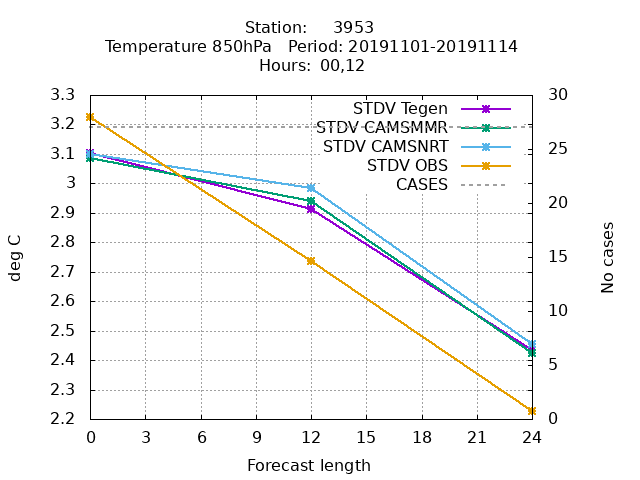 Station: 3953
Temperature 850hPa Period: 20191101-20191114
Hours: 00,12
3.3
3.2
3.1
3
2.9
2.8
2.7
2.6
2.5
2.4
2.3
2.2
deg C
STDV Tegen
STDV CAMSMMR
STDV CAMSNRT
STDV OBS
CASES
30
25
20
15
10
5
0
No cases
0 3 6 9 12 15 18 21 24
Forecast length